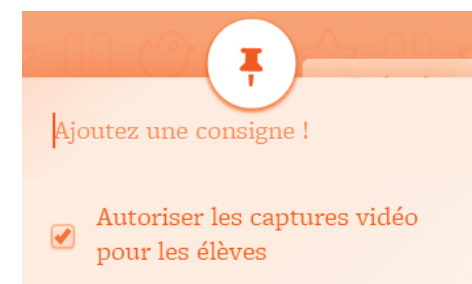 Ajoutez une consigne !
Autoriser les captures vidéo
pour les élèves